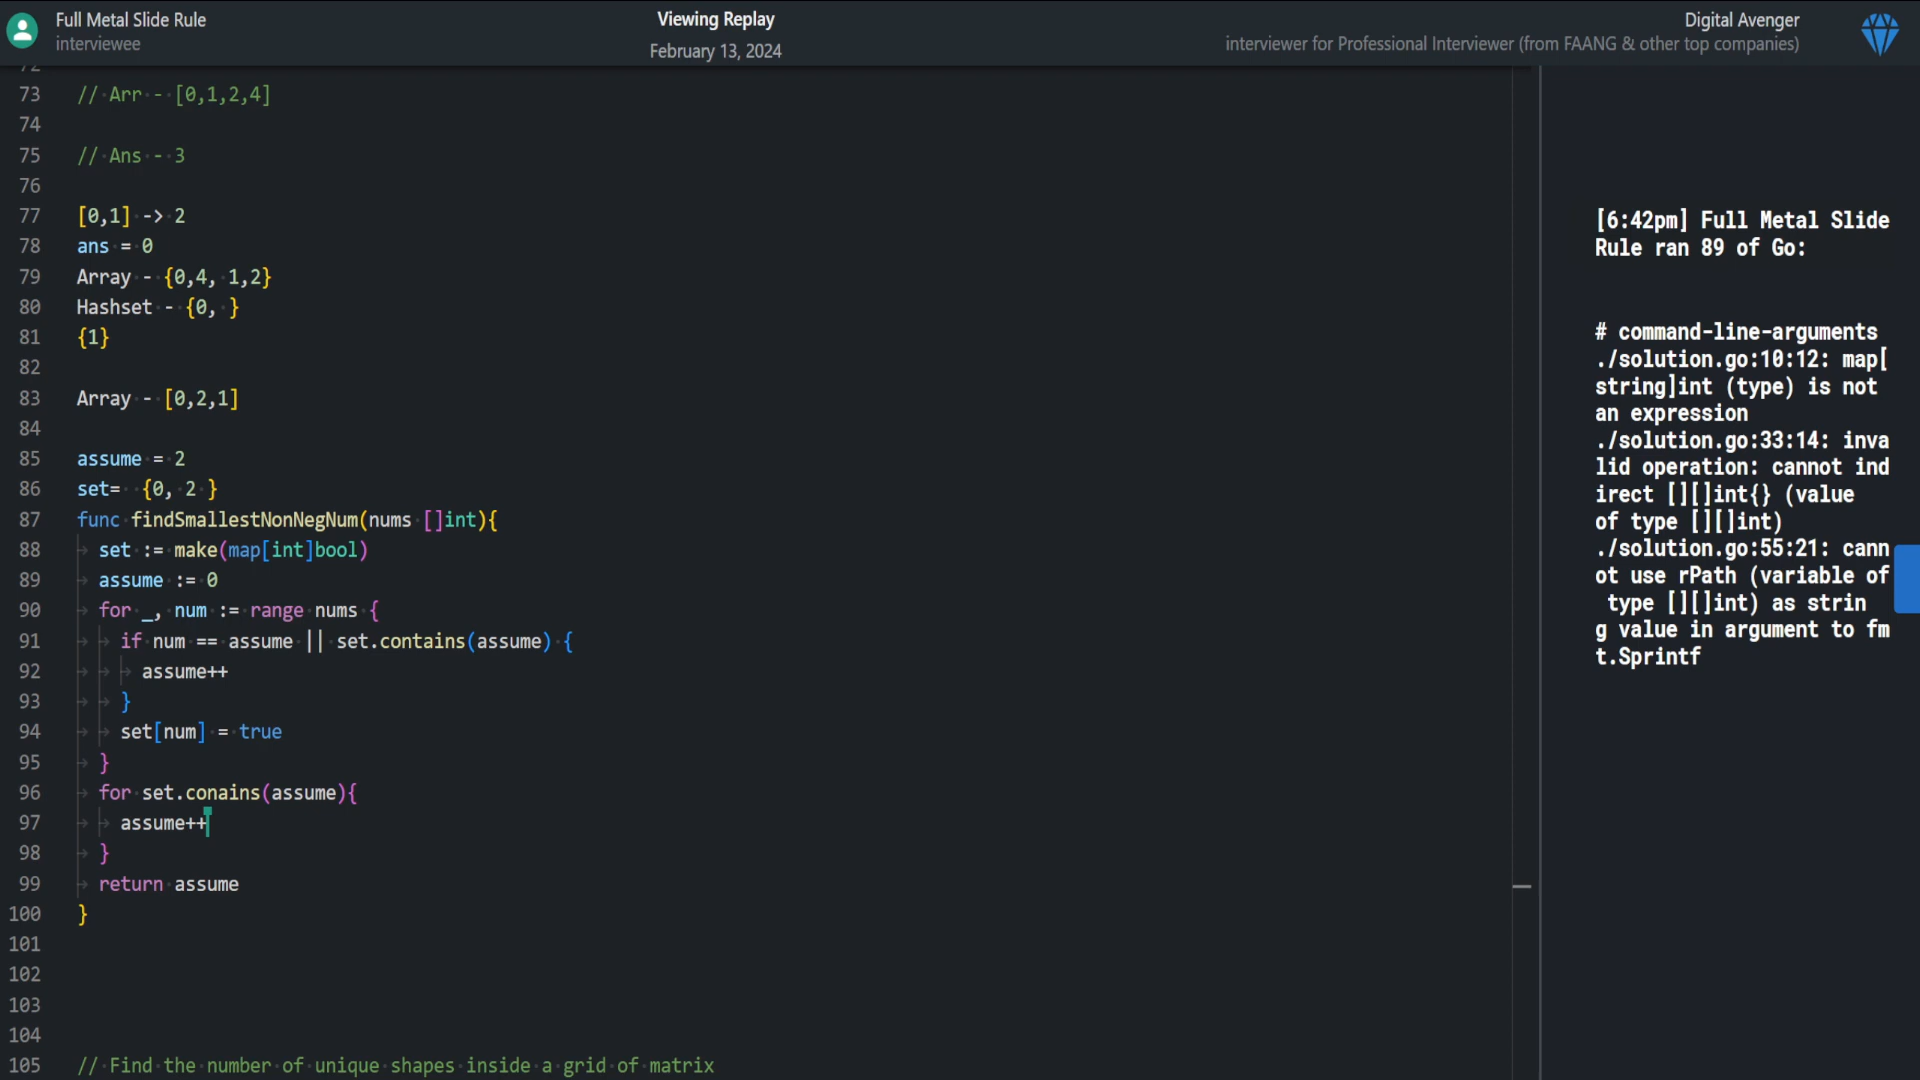 Full Metal Slide Rule
interviewee
Viewing Replay
February 13, 2024
Digital Avenger
interviewer for Professional Interviewer (from FAANG & other top companies)
72
73 // Arr - [0,1,2,4]
74
75 // Ans - 3
76
77 [0,1] -> 2
78 ans = 0
79 Array - {0,4, 1,2}
80 Hashset - {0, }
81 {1}
82
83 Array - [0,2,1]
84
85 assume = 2
86 set=  {0, 2 }
87 func findSmallestNonNegNum(nums []int){
88 set := make(map[int]bool)
89 assume := 0
90 for _, num := range nums {
91 if num == assume || set.contains(assume) {
92 assume++
93 }
94 set[num] = true
95 }
96 for set.conains(assume){
97 assume++
98 }
99 return assume
100 }
101
102
103
104
105 // Find the number of unique shapes inside a grid of matrix
[6:42pm] Full Metal Slide
Rule ran 89 of Go:
# command-line-arguments
./solution.go:10:12: map[
string]int (type) is not
an expression
./solution.go:33:14: inva
lid operation: cannot ind
irect [][]int{} (value
of type [][]int)
./solution.go:55:21: cann
ot use rPath (variable of
type [][]int) as strin
g value in argument to fm
t.Sprintf